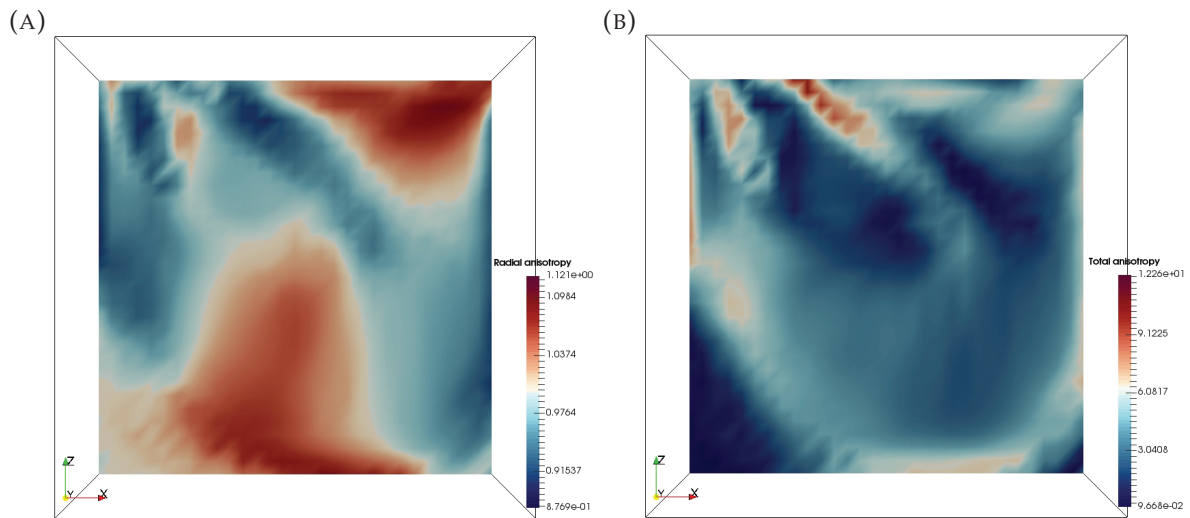 (A)
Radial anisotropy
1.121e+00
1.0984
1.0374
0.9764
0.91537
8.769e-01
Z
Y
X
(B)
Total anisotropy
1.226e+01
9.1225
6.0817
3.0408
9.668e-02
Z
Y
X